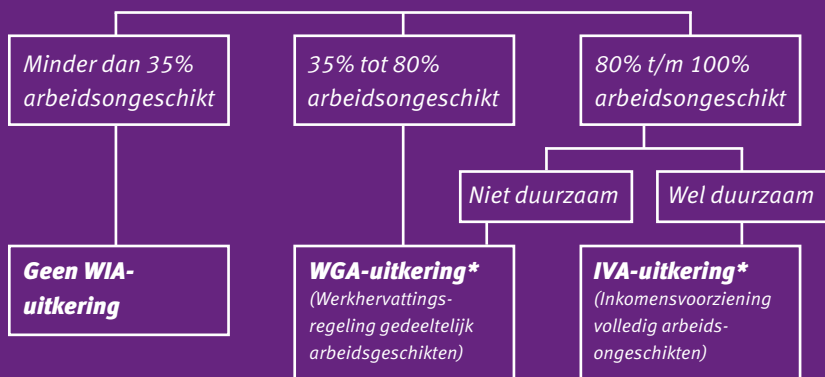 Minder dan 35%
arbeidsongeschikt
35% tot 80%
arbeidsongeschikt
80% t/m 100%
arbeidsongeschikt
Niet duurzaam
Wel duurzaam
Geen WIA-
uitkering
WGA-uitkering*
(Werkhervattings-
regeling gedeeltelijk
arbeidsgeschikten)
IVA-uitkering*
(Inkomensvoorziening
volledig arbeids-
ongeschikten)